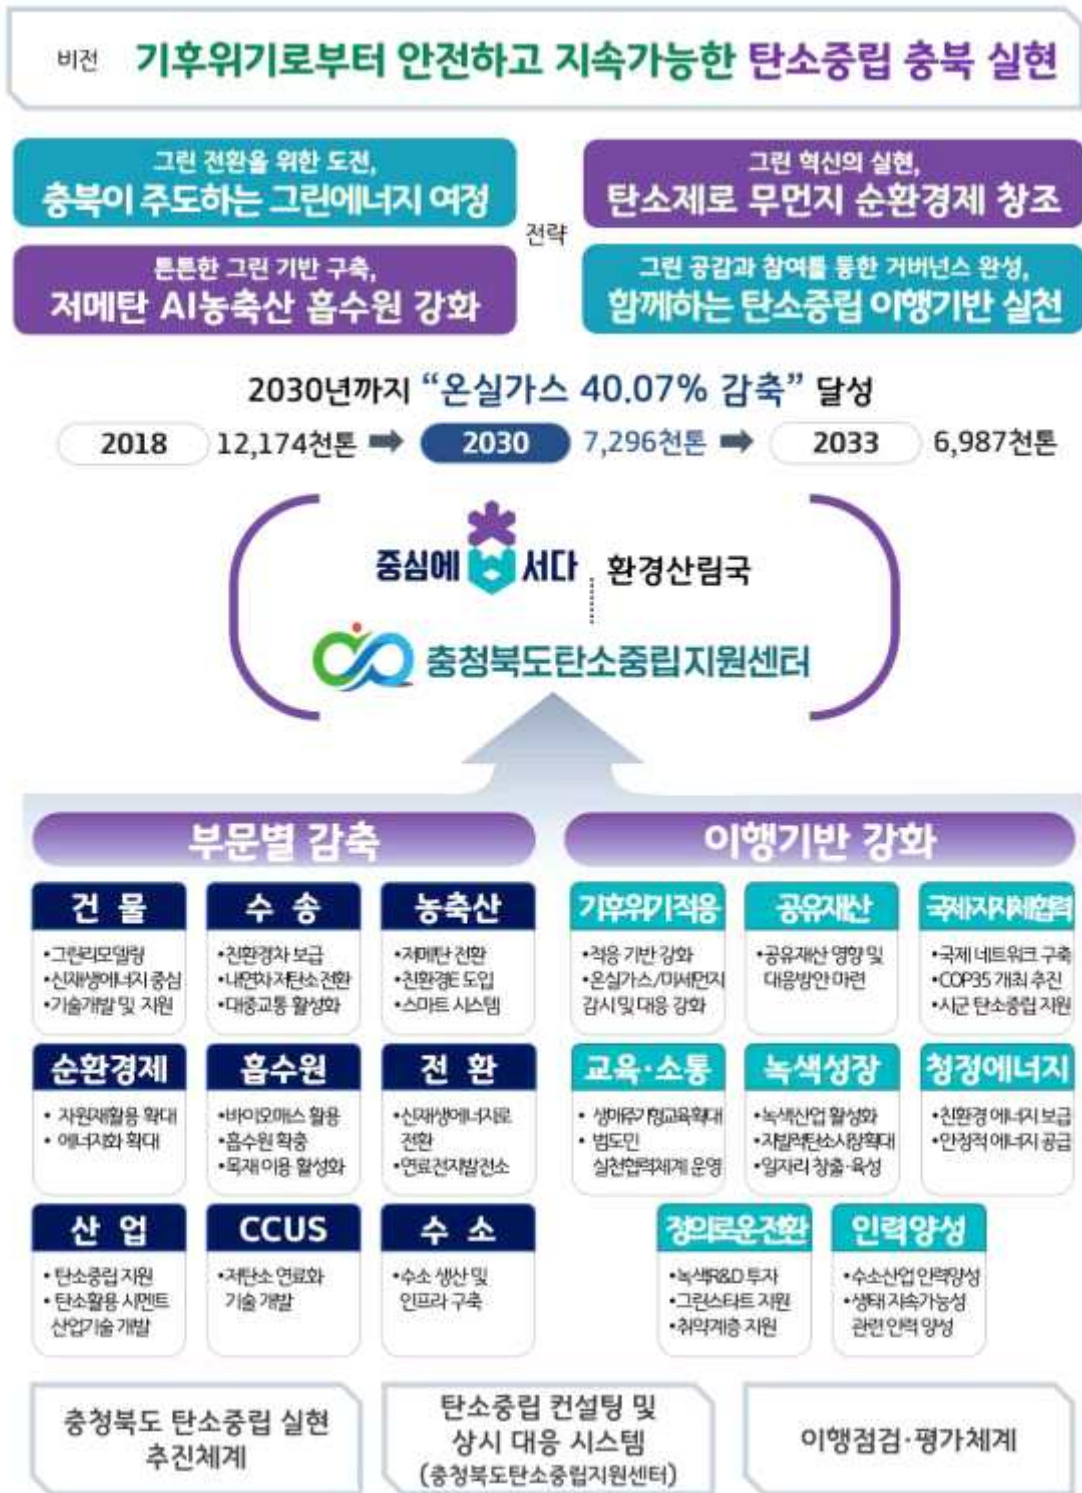 비전 기후위기로부터 안전하고 지속가능한 탄소중립 충북 실현
그린 전환을 위한 도전,
충북이 주도하는 그린에너지 여정
그린 혁신의 실현,
탄소제로 무먼지 순환경제 창조
전략
튼튼한 그린 기반 구축,
저메탄 AI농축산 흡수원 강화
그린 공감과 참여를 통한 거버넌스 완성,
함께하는 탄소중립 이행기반 실천
2030년까지 “온실가스 40.07% 감축” 달성
2018 12,174천톤 ➡ 2030 7,296천톤 ➡ 2033 6,987천톤
중심에 서다 환경산림국
충청북도탄소중립지원센터
부문별 감축
건 물
•그린리모델링
•신재생에너지 중심
•기술개발 및 지원
수 송
•친환경차 보급
•내연차 저탄소 전환
•대중교통 활성화
농축산
•저메탄 전환
•친환경E 도입
•스마트 시스템
순환경제
• 자원재활용 확대
• 에너지화 확대
흡수원
•바이오매스 활용
•흡수원 확충
•목재 이용 활성화
전 환
•신재생에너지로
전환
•연료전지발전소
산 업
• 탄소중립 지원
• 탄소활용 시멘트
산업기술 개발
CCUS
•저탄소 연료화
기술 개발
수 소
•수소 생산 및
인프라 구축
이행기반 강화
기후위기적응
•적응 기반 강화
•온실가스/미세먼지
감시 및 대응 강화
공유재산
•공유재산 영향 및
대응방안 마련
국제·지자체협력
•국제 네트워크 구축
•COP35 개최 추진
•시군 탄소중립 지원
교육·소통
• 생애주기형교육확대
• 범도민
실천협력체계 운영
녹색성장
•녹색산업 활성화
•자발적탄소시장확대
•일자리 창출·육성
청정에너지
•친환경 에너지 보급
•안정적 에너지 공급
정의로운전환
•녹색R&D 투자
•그린스타트 지원
•취약계층 지원
인력양성
•수소산업 인력양성
•생태 지속가능성
관련 인력 양성
충청북도 탄소중립 실현
추진체계
탄소중립 컨설팅 및
상시 대응 시스템
(충청북도탄소중립지원센터)
이행점검·평가체계